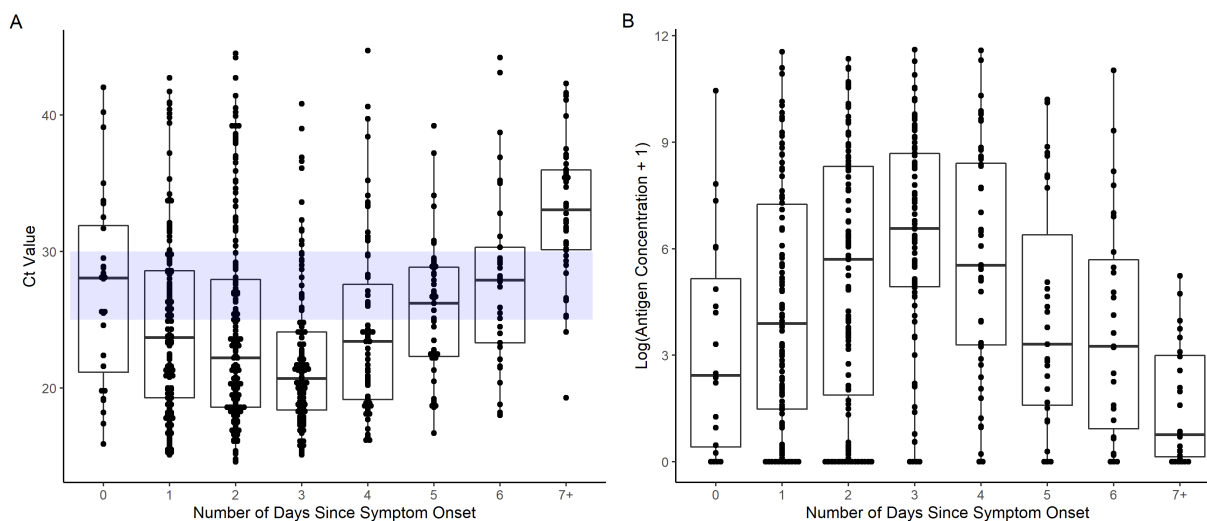 A
Ct Value
40
30
20
0 1 2 3 4 5 6 7+
Number of Days Since Symptom Onset
B
Log(Antigen Concentration + 1)
12
9
6
3
0
0 1 2 3 4 5 6 7+
Number of Days Since Symptom Onset